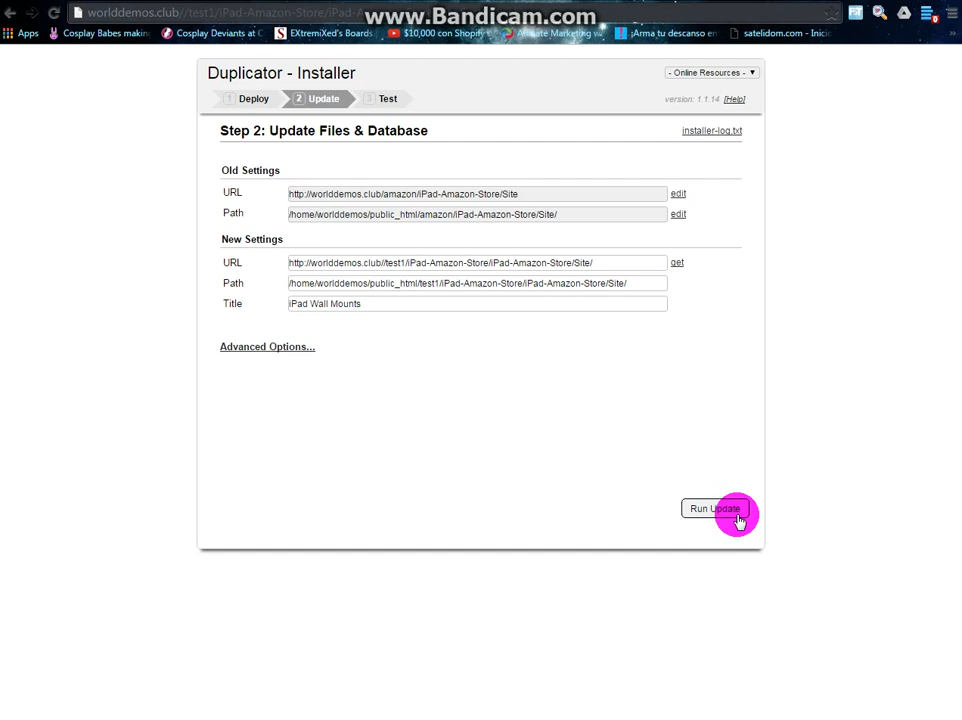 www.Bandicam.com
worlddemos.club//test1/iPad-Amazon-Store/iPad-A
Apps Cosplay Babes making Cosplay Deviants at C EXtremiXed's Boards $10,000 con Shopify Affiliate Marketing w ¡Arma tu descanso en satelidom.com - Inicio
Duplicator - Installer
- Online Resources -
1 Deploy 2 Update 3 Test
version: 1.1.14 [Help]
Step 2: Update Files & Database
installer-log.txt
Old Settings
URL http://worlddemos.club/amazon/iPad-Amazon-Store/Site edit
Path /home/worlddemos/public_html/amazon/iPad-Amazon-Store/Site/ edit
New Settings
URL http://worlddemos.club//test1/iPad-Amazon-Store/iPad-Amazon-Store/Site/ get
Path /home/worlddemos/public_html/test1/iPad-Amazon-Store/iPad-Amazon-Store/Site/
Title iPad Wall Mounts
Advanced Options...
Run Update